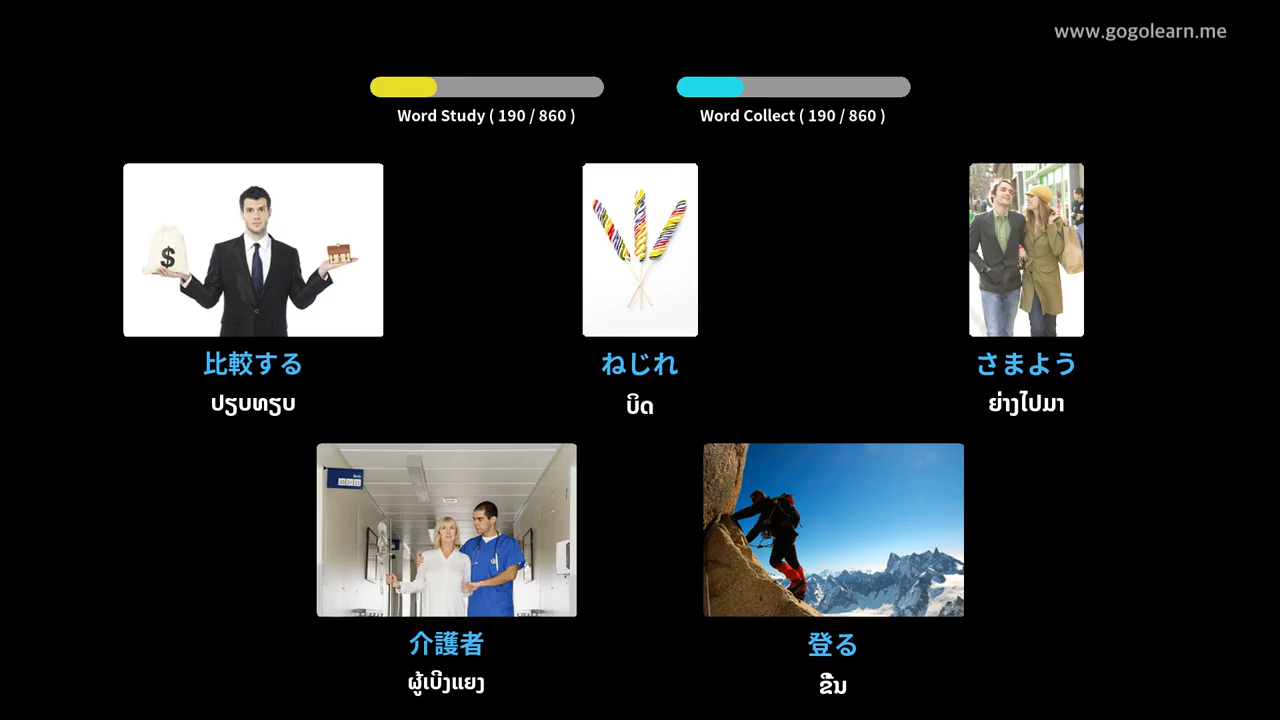 www.gogolearn.me
Word Study ( 190 / 860 )
Word Collect ( 190 / 860 )
$
比較する
ປຽບທຽບ
ねじれ
ບິດ
さまよう
ຍ່າງໄປມາ
介護者
ຜູ້ເບິ່ງແຍງ
登る
ຂຶ້ນ